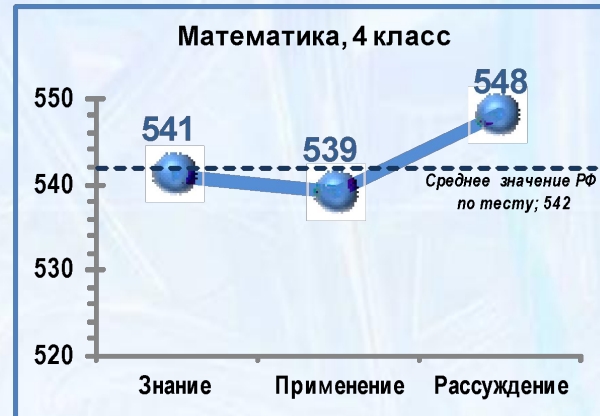 Математика, 4 класс
550
548
541
539
540
Среднее значение РФ
по тесту; 542
530
520
Знание Применение Рассуждение